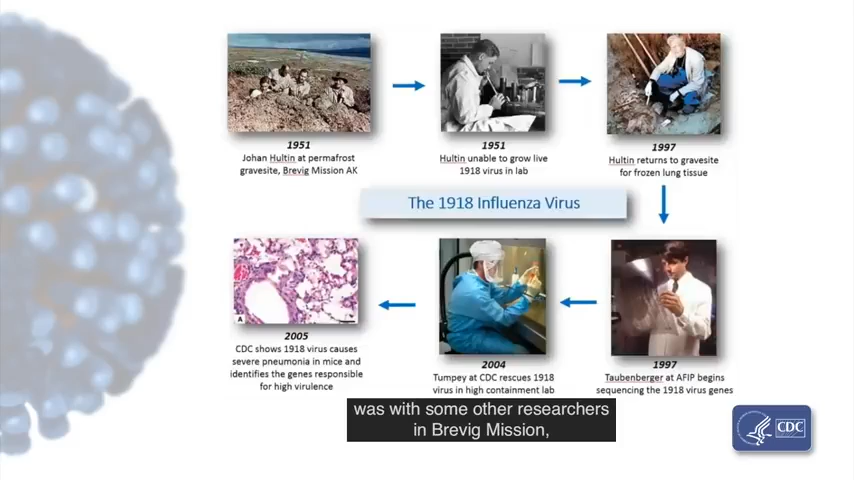 1951
Johan Hultin at permafrost
gravesite, Brevig Mission AK
1951
Hultin unable to grow live
1918 virus in lab
1997
Hultin returns to gravesite
for frozen lung tissue
The 1918 Influenza Virus
A
2005
CDC shows 1918 virus causes
severe pneumonia in mice and
identifies the genes responsible
for high virulence
2004
Tumpey at CDC rescues 1918
virus in high containment lab
1997
Taubenberger at AFIP begins
sequencing the 1918 virus genes
was with some other researchers
in Brevig Mission,
CDC